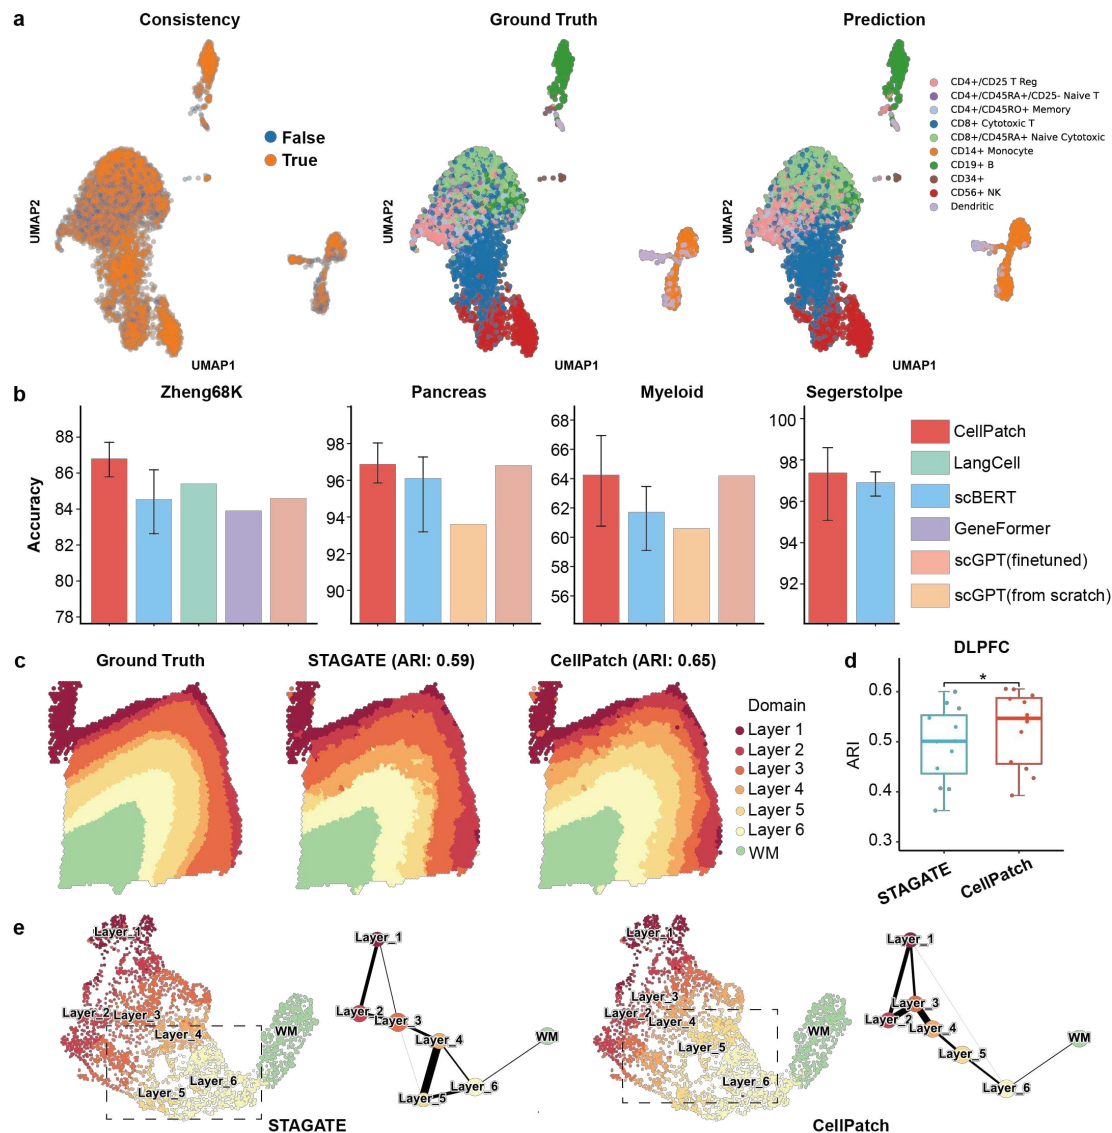 a
Consistency
Ground Truth
Prediction
False
True
CD4+/CD25 T Reg
CD4+/CD45RA+/CD25- Naive T
CD4+/CD45RO+ Memory
CD8+ Cytotoxic T
CD8+/CD45RA+ Naive Cytotoxic
CD14+ Monocyte
CD19+ B
CD34+
CD56+ NK
Dendritic
UMAP2
UMAP1
UMAP2
UMAP1
UMAP2
UMAP1
b
Zheng68K
Pancreas
Myeloid
Segerstolpe
Accuracy
88
86
84
82
80
78
98
96
94
92
90
68
66
64
62
60
58
56
100
98
96
94
92
CellPatch
LangCell
scBERT
GeneFormer
scGPT(finetuned)
scGPT(from scratch)
c
Ground Truth
STAGATE (ARI: 0.59)
CellPatch (ARI: 0.65)
Domain
Layer 1
Layer 2
Layer 3
Layer 4
Layer 5
Layer 6
WM
d
DLPFC
*
ARI
0.6
0.5
0.4
0.3
STAGATE
CellPatch
e
Layer_1
Layer_2
Layer_3
Layer_4
Layer_5
Layer_6
WM
Layer_1
Layer_2
Layer_3
Layer_4
Layer_5
Layer_6
WM
STAGATE
Layer_1
Layer_3
Layer_2
Layer_4
Layer_5
Layer_6
WM
Layer_1
Layer_3
Layer_2
Layer_4
Layer_5
Layer_6
WM
CellPatch